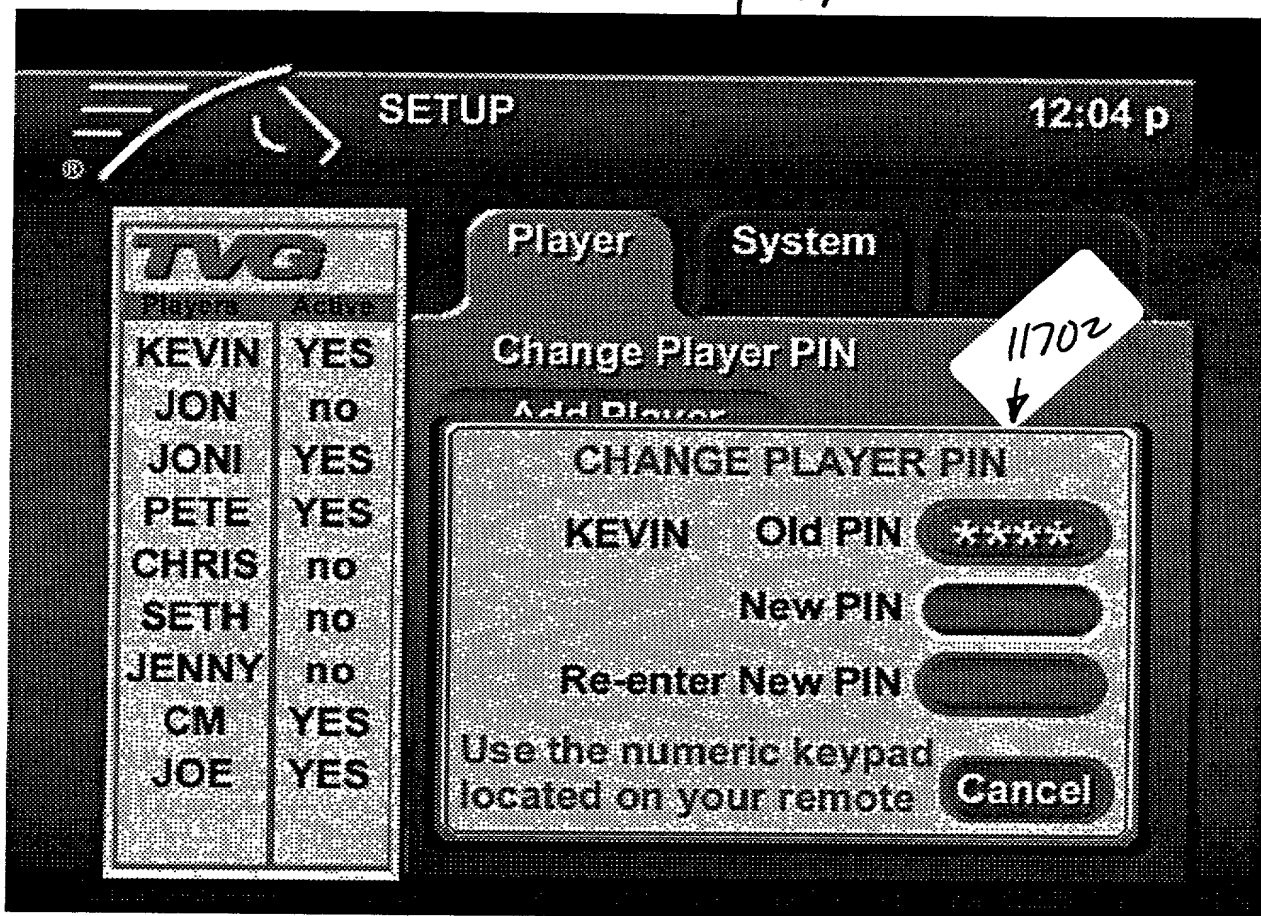 SETUP
12:04 p
®
TVG
Players Active
KEVIN YES
JON no
JONI YES
PETE YES
CHRIS no
SETH no
JENNY no
CM YES
JOE YES
Player
System
Change Player PIN
11702
Add Player
CHANGE PLAYER PIN
KEVIN Old PIN ****
New PIN
Re-enter New PIN
Use the numeric keypad
located on your remote
Cancel